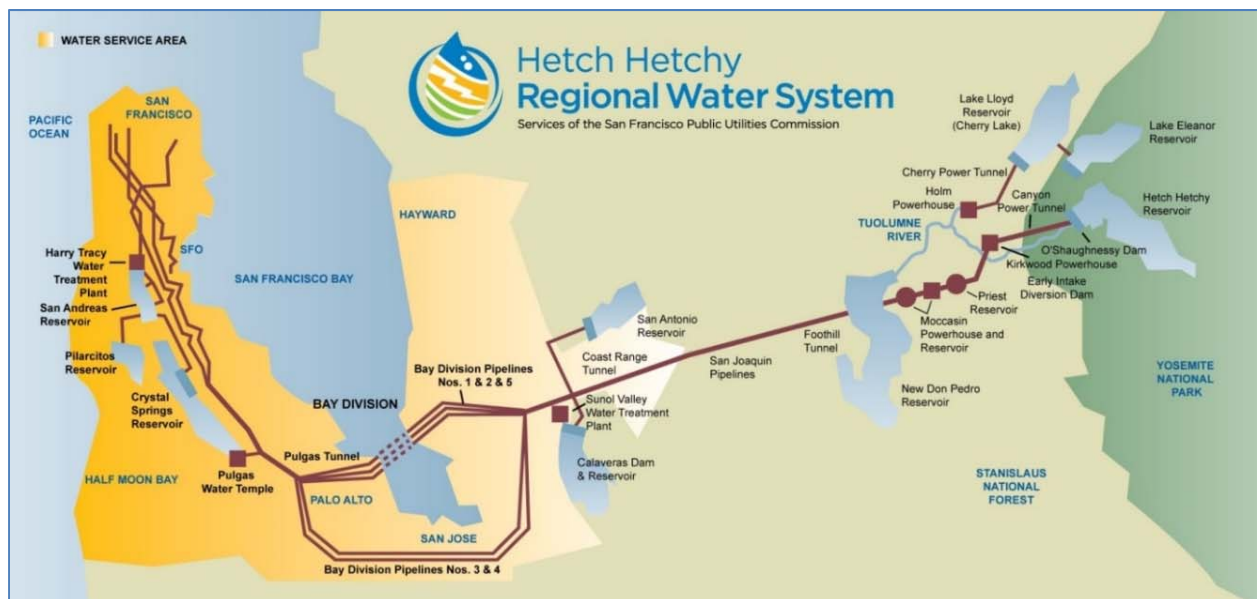 WATER SERVICE AREA
Hetch Hetchy
Regional Water System
Services of the San Francisco Public Utilities Commission
PACIFIC
OCEAN
SAN
FRANCISCO
Harry Tracy
Water
Treatment
Plant
San Andreas
Reservoir
Pilarcitos
Reservoir
Crystal
Springs
Reservoir
SFO
SAN FRANCISCO BAY
HAYWARD
HALF MOON BAY
Pulgas
Water Temple
Pulgas Tunnel
PALO ALTO
BAY DIVISION
Bay Division Pipelines
Nos. 1 & 2 & 5
SAN JOSE
Bay Division Pipelines Nos. 3 & 4
San Antonio
Reservoir
Coast Range
Tunnel
Sunol Valley
Water Treatment
Plant
Calaveras Dam
& Reservoir
San Joaquin
Pipelines
Foothill
Tunnel
New Don Pedro
Reservoir
Moccasin
Powerhouse and
Reservoir
Priest
Reservoir
TUOLUMNE
RIVER
Holm
Powerhouse
Cherry Power Tunnel
Lake Lloyd
Reservoir
(Cherry Lake)
Lake Eleanor
Reservoir
Canyon
Power Tunnel
Hetch Hetchy
Reservoir
O'Shaughnessy Dam
Kirkwood Powerhouse
Early Intake
Diversion Dam
YOSEMITE
NATIONAL
PARK
STANISLAUS
NATIONAL
FOREST